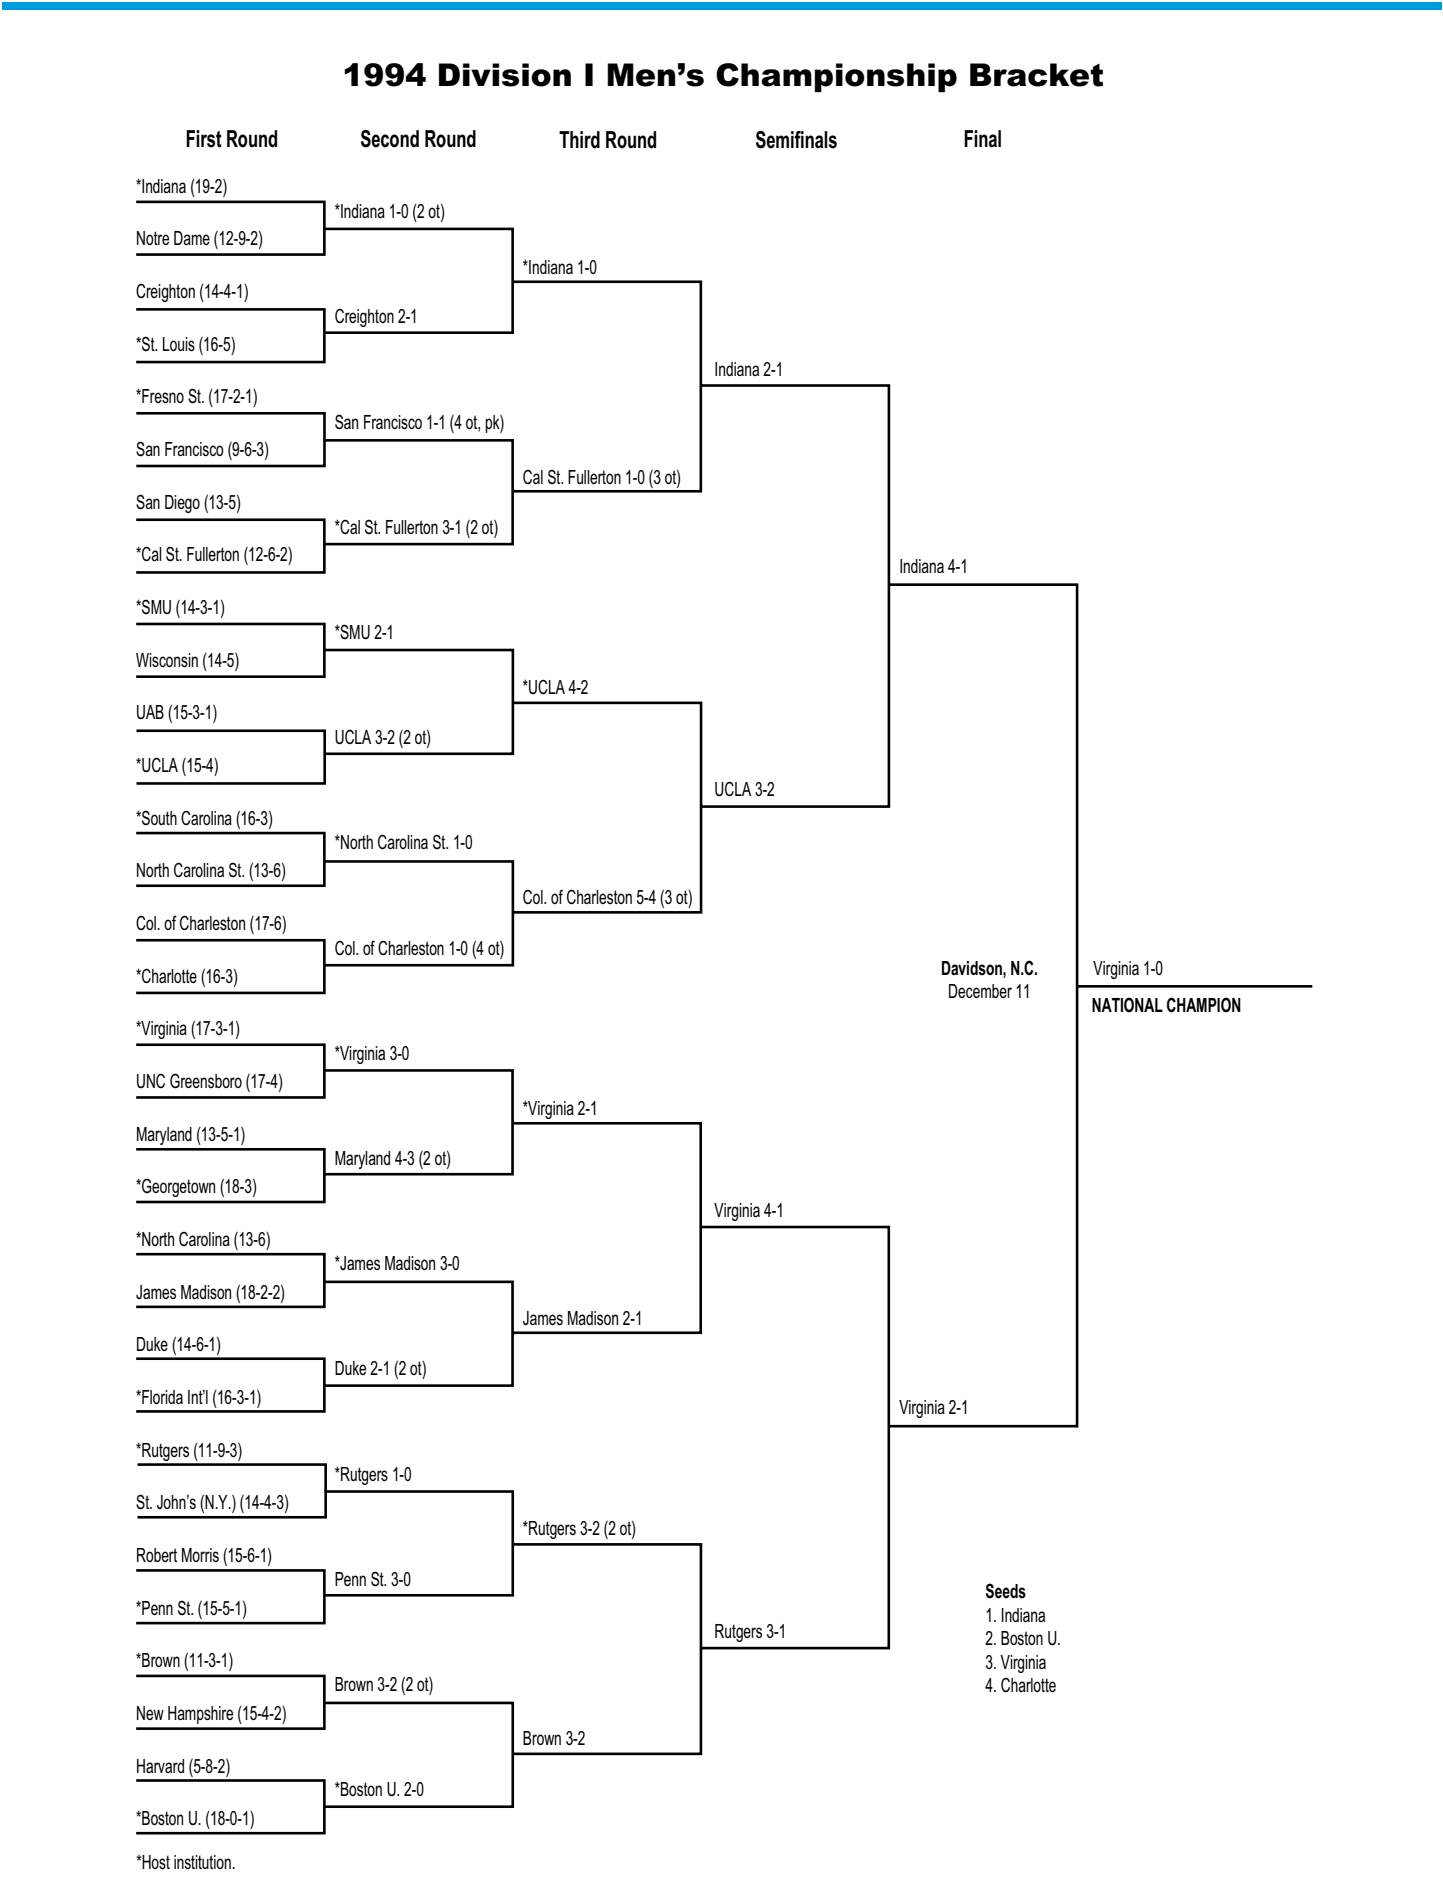 1994 Division I Men’s Championship Bracket
First Round
Second Round
Third Round
Semifinals
Final
*Indiana (19-2)
Notre Dame (12-9-2)
Creighton (14-4-1)
*St. Louis (16-5)
*Fresno St. (17-2-1)
San Francisco (9-6-3)
San Diego (13-5)
*Cal St. Fullerton (12-6-2)
*SMU (14-3-1)
Wisconsin (14-5)
UAB (15-3-1)
*UCLA (15-4)
*South Carolina (16-3)
North Carolina St. (13-6)
Col. of Charleston (17-6)
*Charlotte (16-3)
*Virginia (17-3-1)
UNC Greensboro (17-4)
Maryland (13-5-1)
*Georgetown (18-3)
*North Carolina (13-6)
James Madison (18-2-2)
Duke (14-6-1)
*Florida Int’l (16-3-1)
*Rutgers (11-9-3)
St. John’s (N.Y.) (14-4-3)
Robert Morris (15-6-1)
*Penn St. (15-5-1)
*Brown (11-3-1)
New Hampshire (15-4-2)
Harvard (5-8-2)
*Boston U. (18-0-1)
*Indiana 1-0 (2 ot)
Creighton 2-1
San Francisco 1-1 (4 ot, pk)
*Cal St. Fullerton 3-1 (2 ot)
*SMU 2-1
UCLA 3-2 (2 ot)
*North Carolina St. 1-0
Col. of Charleston 1-0 (4 ot)
*Virginia 3-0
Maryland 4-3 (2 ot)
*James Madison 3-0
Duke 2-1 (2 ot)
*Rutgers 1-0
Penn St. 3-0
Brown 3-2 (2 ot)
*Boston U. 2-0
*Indiana 1-0
Cal St. Fullerton 1-0 (3 ot)
*UCLA 4-2
Col. of Charleston 5-4 (3 ot)
*Virginia 2-1
James Madison 2-1
*Rutgers 3-2 (2 ot)
Brown 3-2
Indiana 2-1
UCLA 3-2
Virginia 4-1
Rutgers 3-1
Indiana 4-1
Virginia 2-1
Davidson, N.C.
December 11
Virginia 1-0
NATIONAL CHAMPION
Seeds
1. Indiana
2. Boston U.
3. Virginia
4. Charlotte
*Host institution.